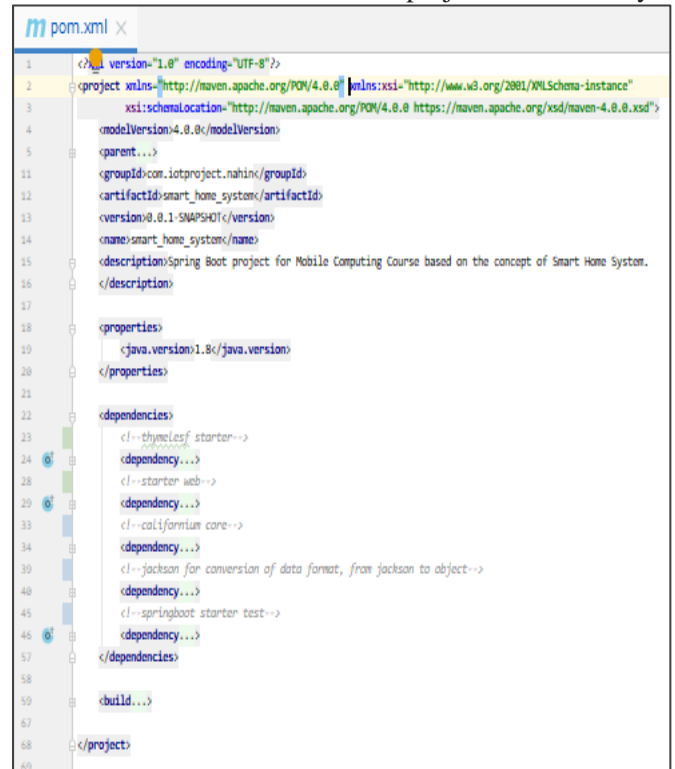 m pom.xml ×
1 <?xml version="1.0" encoding="UTF-8"?>
2 <project xmlns="http://maven.apache.org/POM/4.0.0" xmlns:xsi="http://www.w3.org/2001/XMLSchema-instance"
3 xsi:schemaLocation="http://maven.apache.org/POM/4.0.0 https://maven.apache.org/xsd/maven-4.0.0.xsd">
4 <modelVersion>4.0.0</modelVersion>
5 <parent...>
11 <groupId>com.iotproject.nahin</groupId>
12 <artifactId>smart_home_system</artifactId>
13 <version>0.0.1-SNAPSHOT</version>
14 <name>smart_home_system</name>
15 <description>Spring Boot project for Mobile Computing Course based on the concept of Smart Home System.
16 </description>
17
18 <properties>
19 <java.version>1.8</java.version>
20 </properties>
21
22 <dependencies>
23 <!--thymelesf starter-->
24 <dependency...>
28 <!--starter web-->
29 <dependency...>
33 <!--californium core-->
34 <dependency...>
39 <!--jackson for conversion of data format, from jackson to object-->
40 <dependency...>
45 <!--springboot starter test-->
46 <dependency...>
57 </dependencies>
58
59 <build...>
67
68 </project>
69